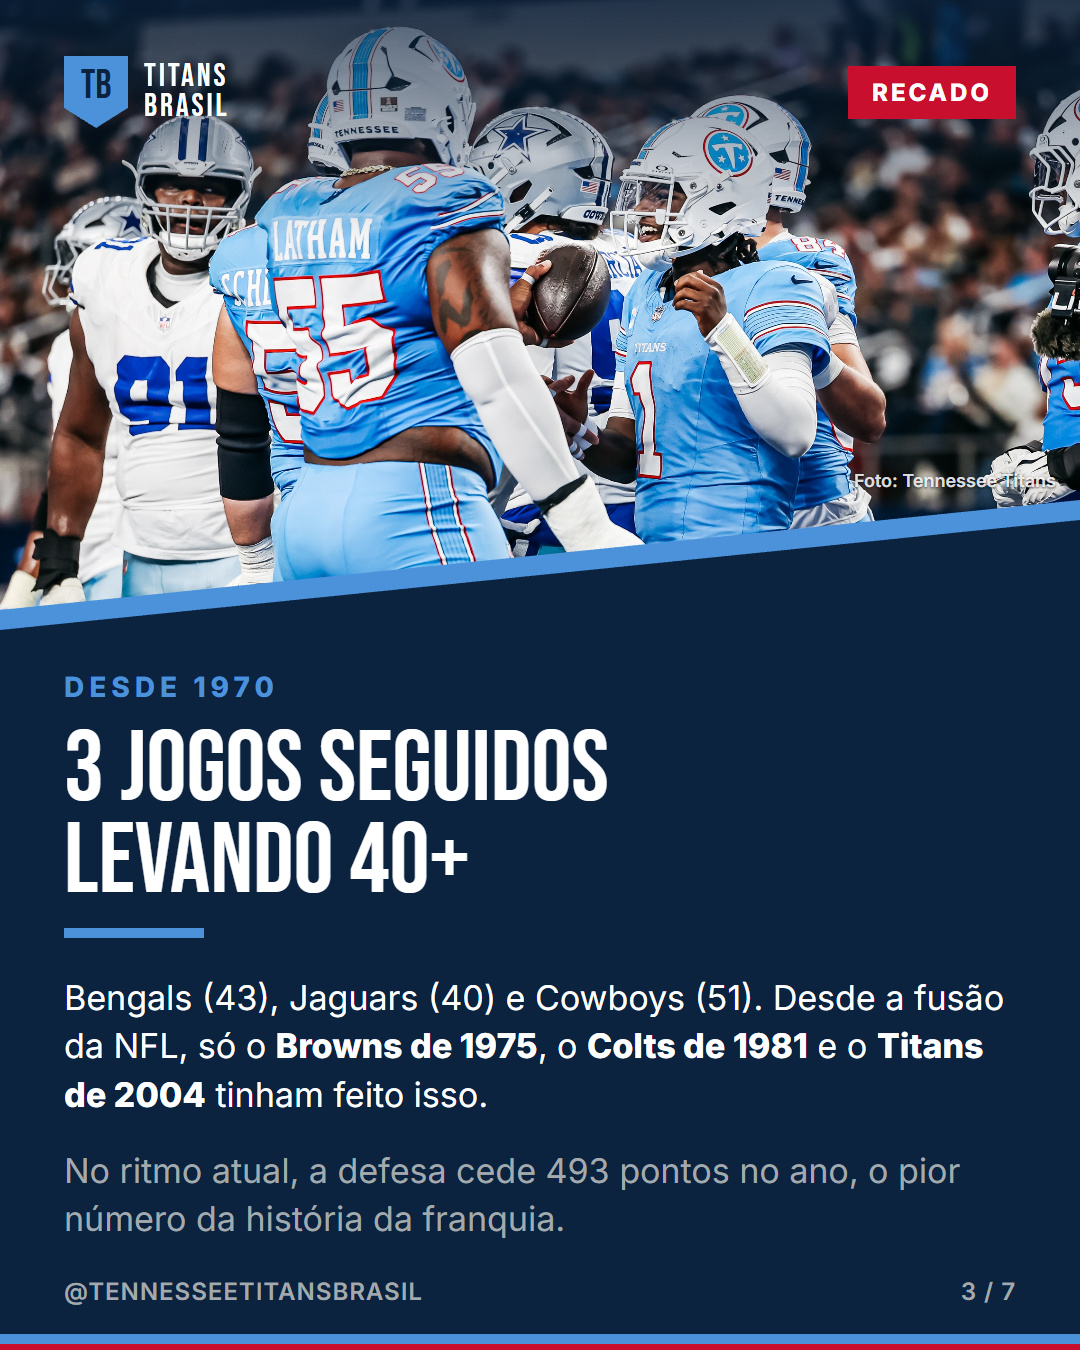 TB
TITANS
BRASIL
RECADO
TENNESSEE
LATHAM
55
91
TITANS
1
Foto: Tennessee Titans
DESDE 1970
3 JOGOS SEGUIDOS
LEVANDO 40+
Bengals (43), Jaguars (40) e Cowboys (51). Desde a fusão
da NFL, só o Browns de 1975, o Colts de 1981 e o Titans
de 2004 tinham feito isso.
No ritmo atual, a defesa cede 493 pontos no ano, o pior
número da história da franquia.
@TENNESSEETITANSBRASIL
3 / 7